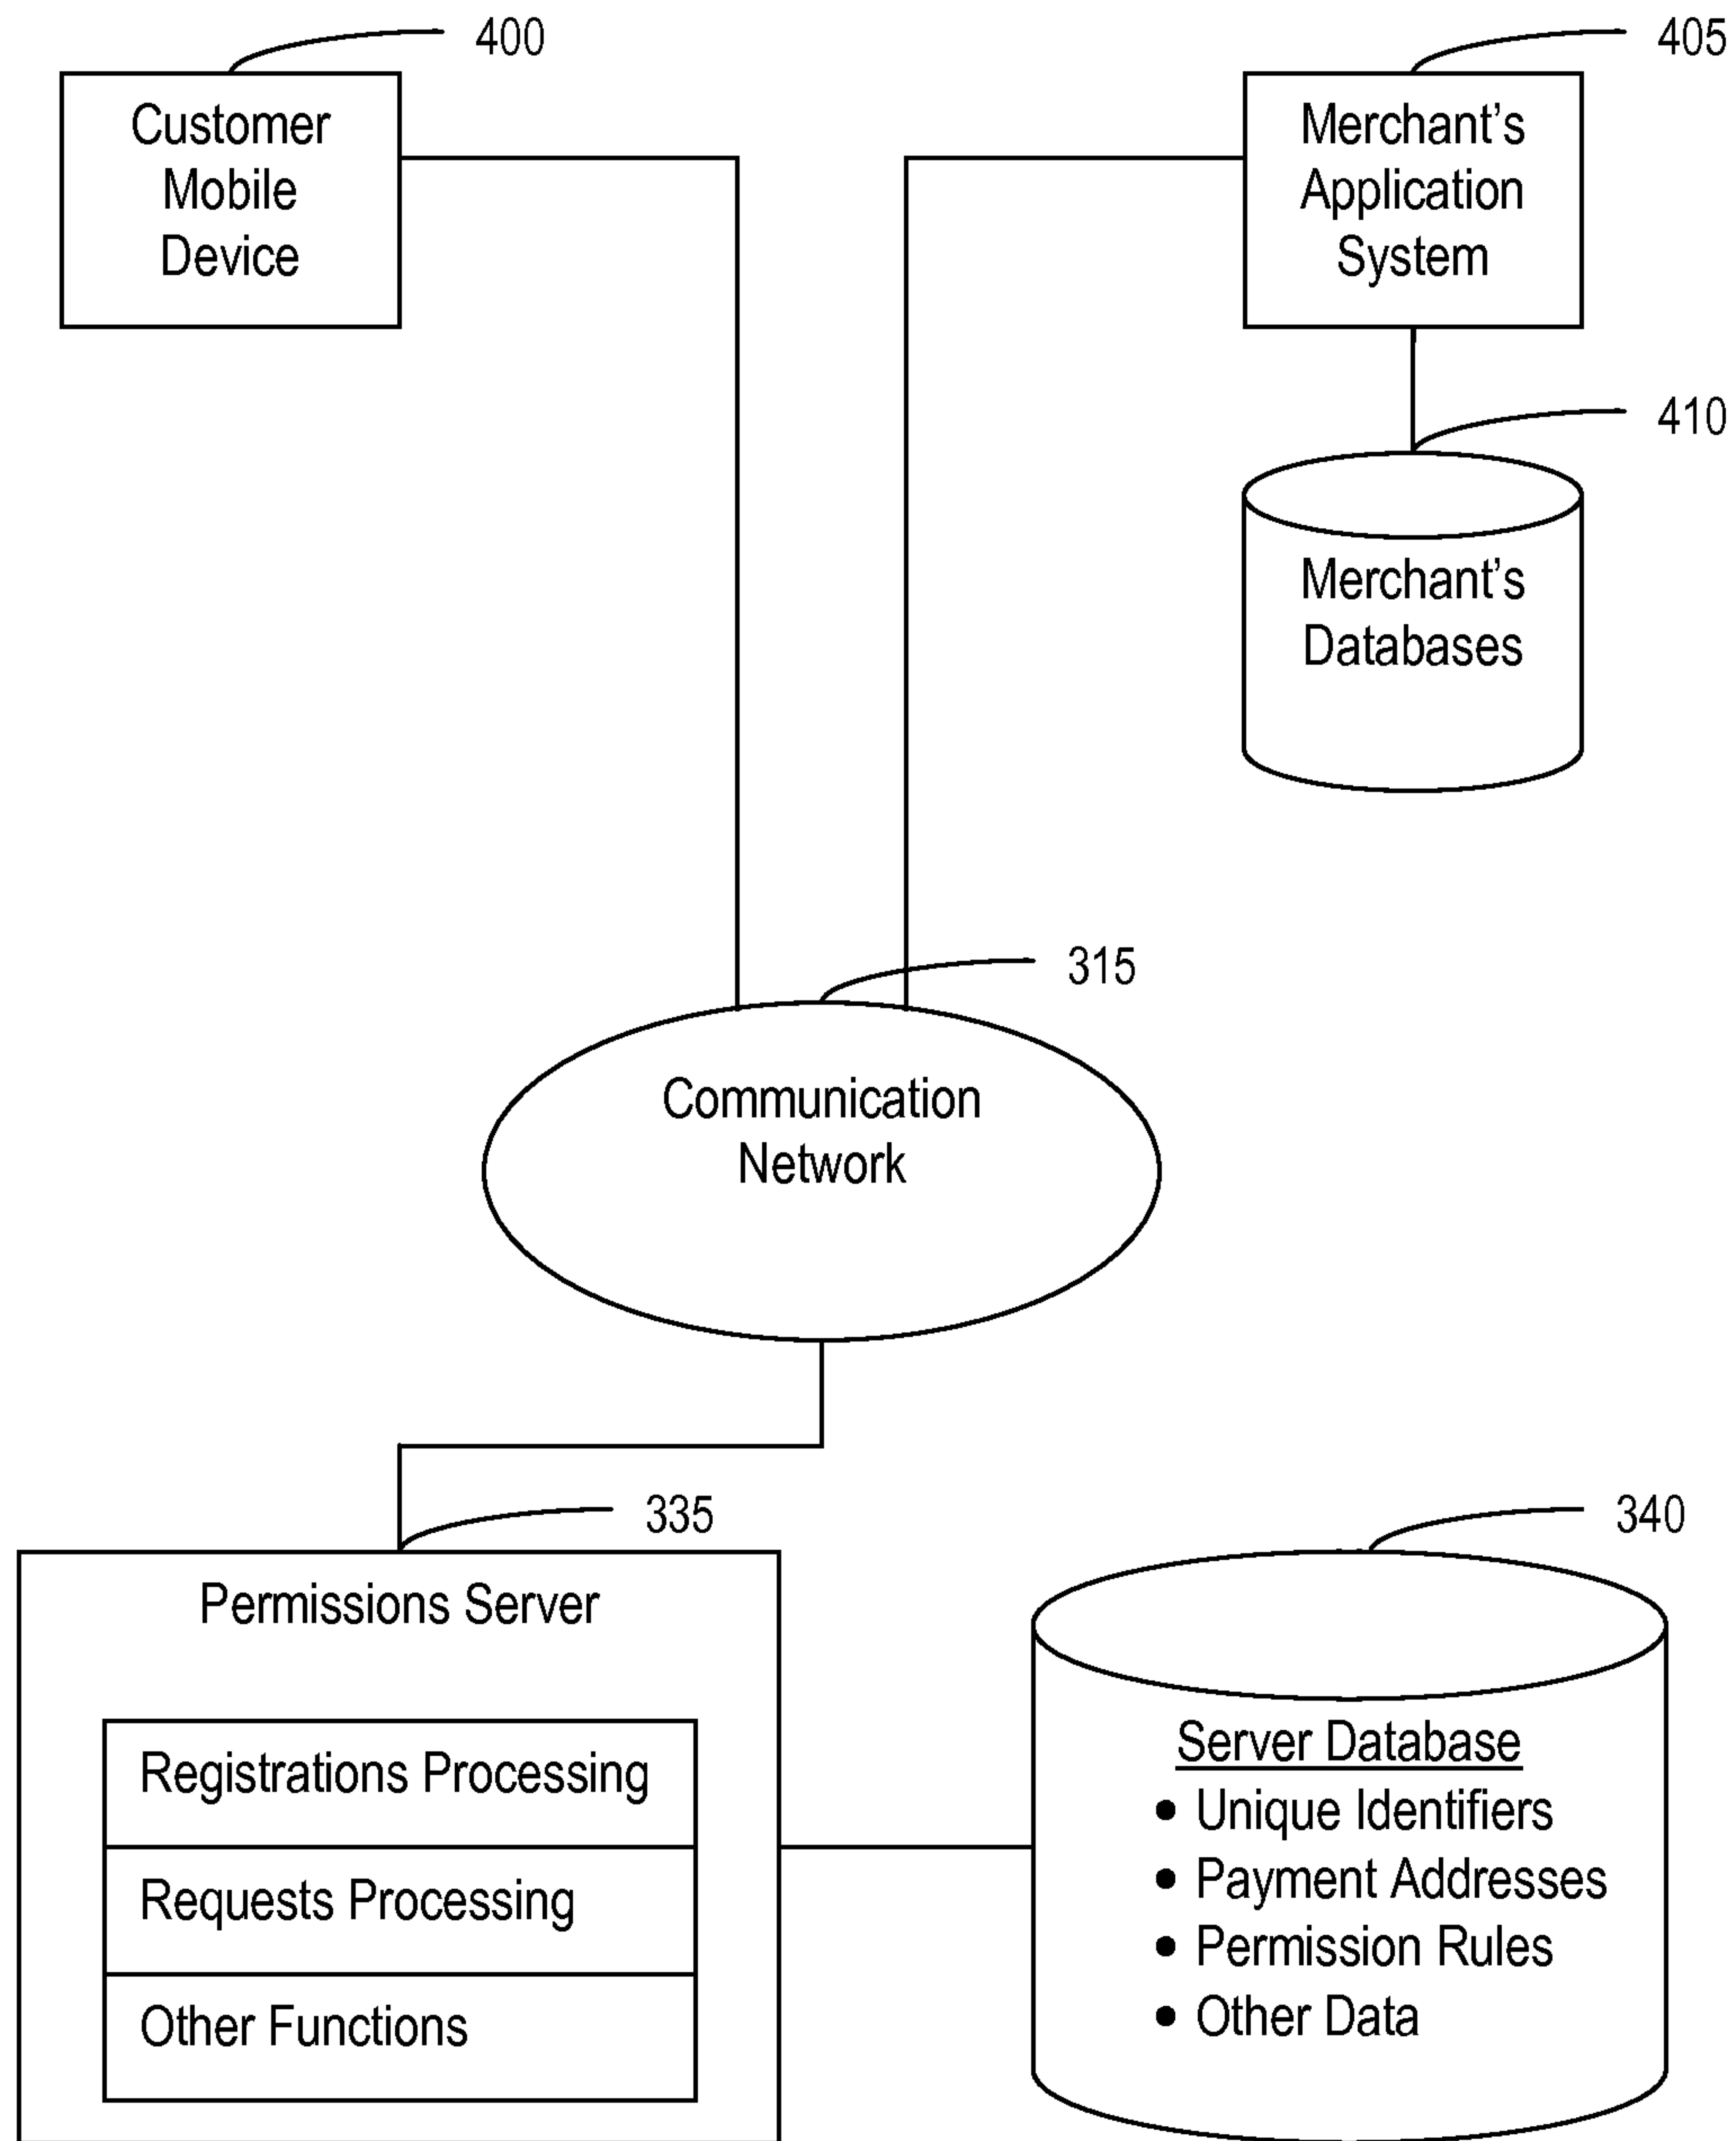 400
Customer
Mobile
Device
405
Merchant's
Application
System
410
Merchant's
Databases
315
Communication
Network
335
Permissions Server
Registrations Processing
Requests Processing
Other Functions
340
Server Database
• Unique Identifiers
• Payment Addresses
• Permission Rules
• Other Data